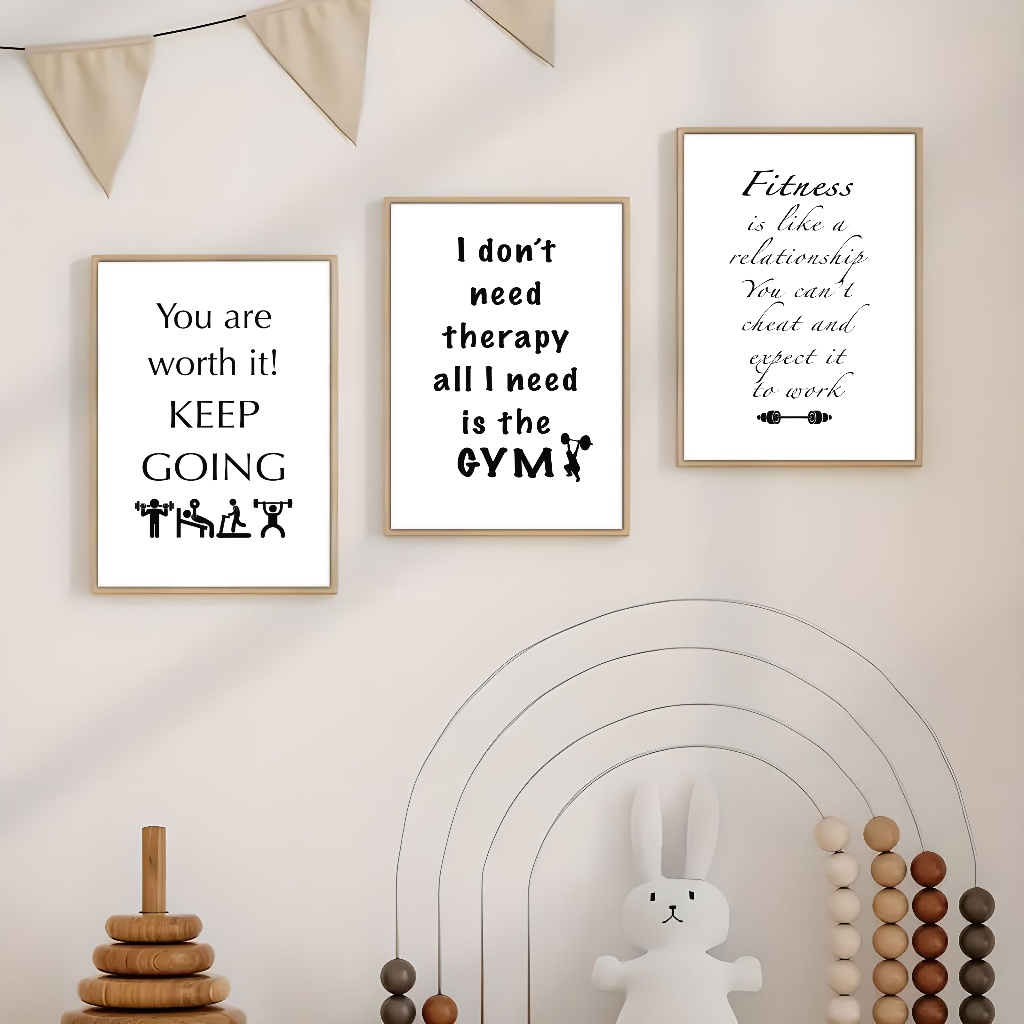 You are
worth it!
KEEP
GOING
I don't
need
therapy
all I need
is the
GYM
Fitness
is like a
relationship
You can't
cheat and
expect it
to work